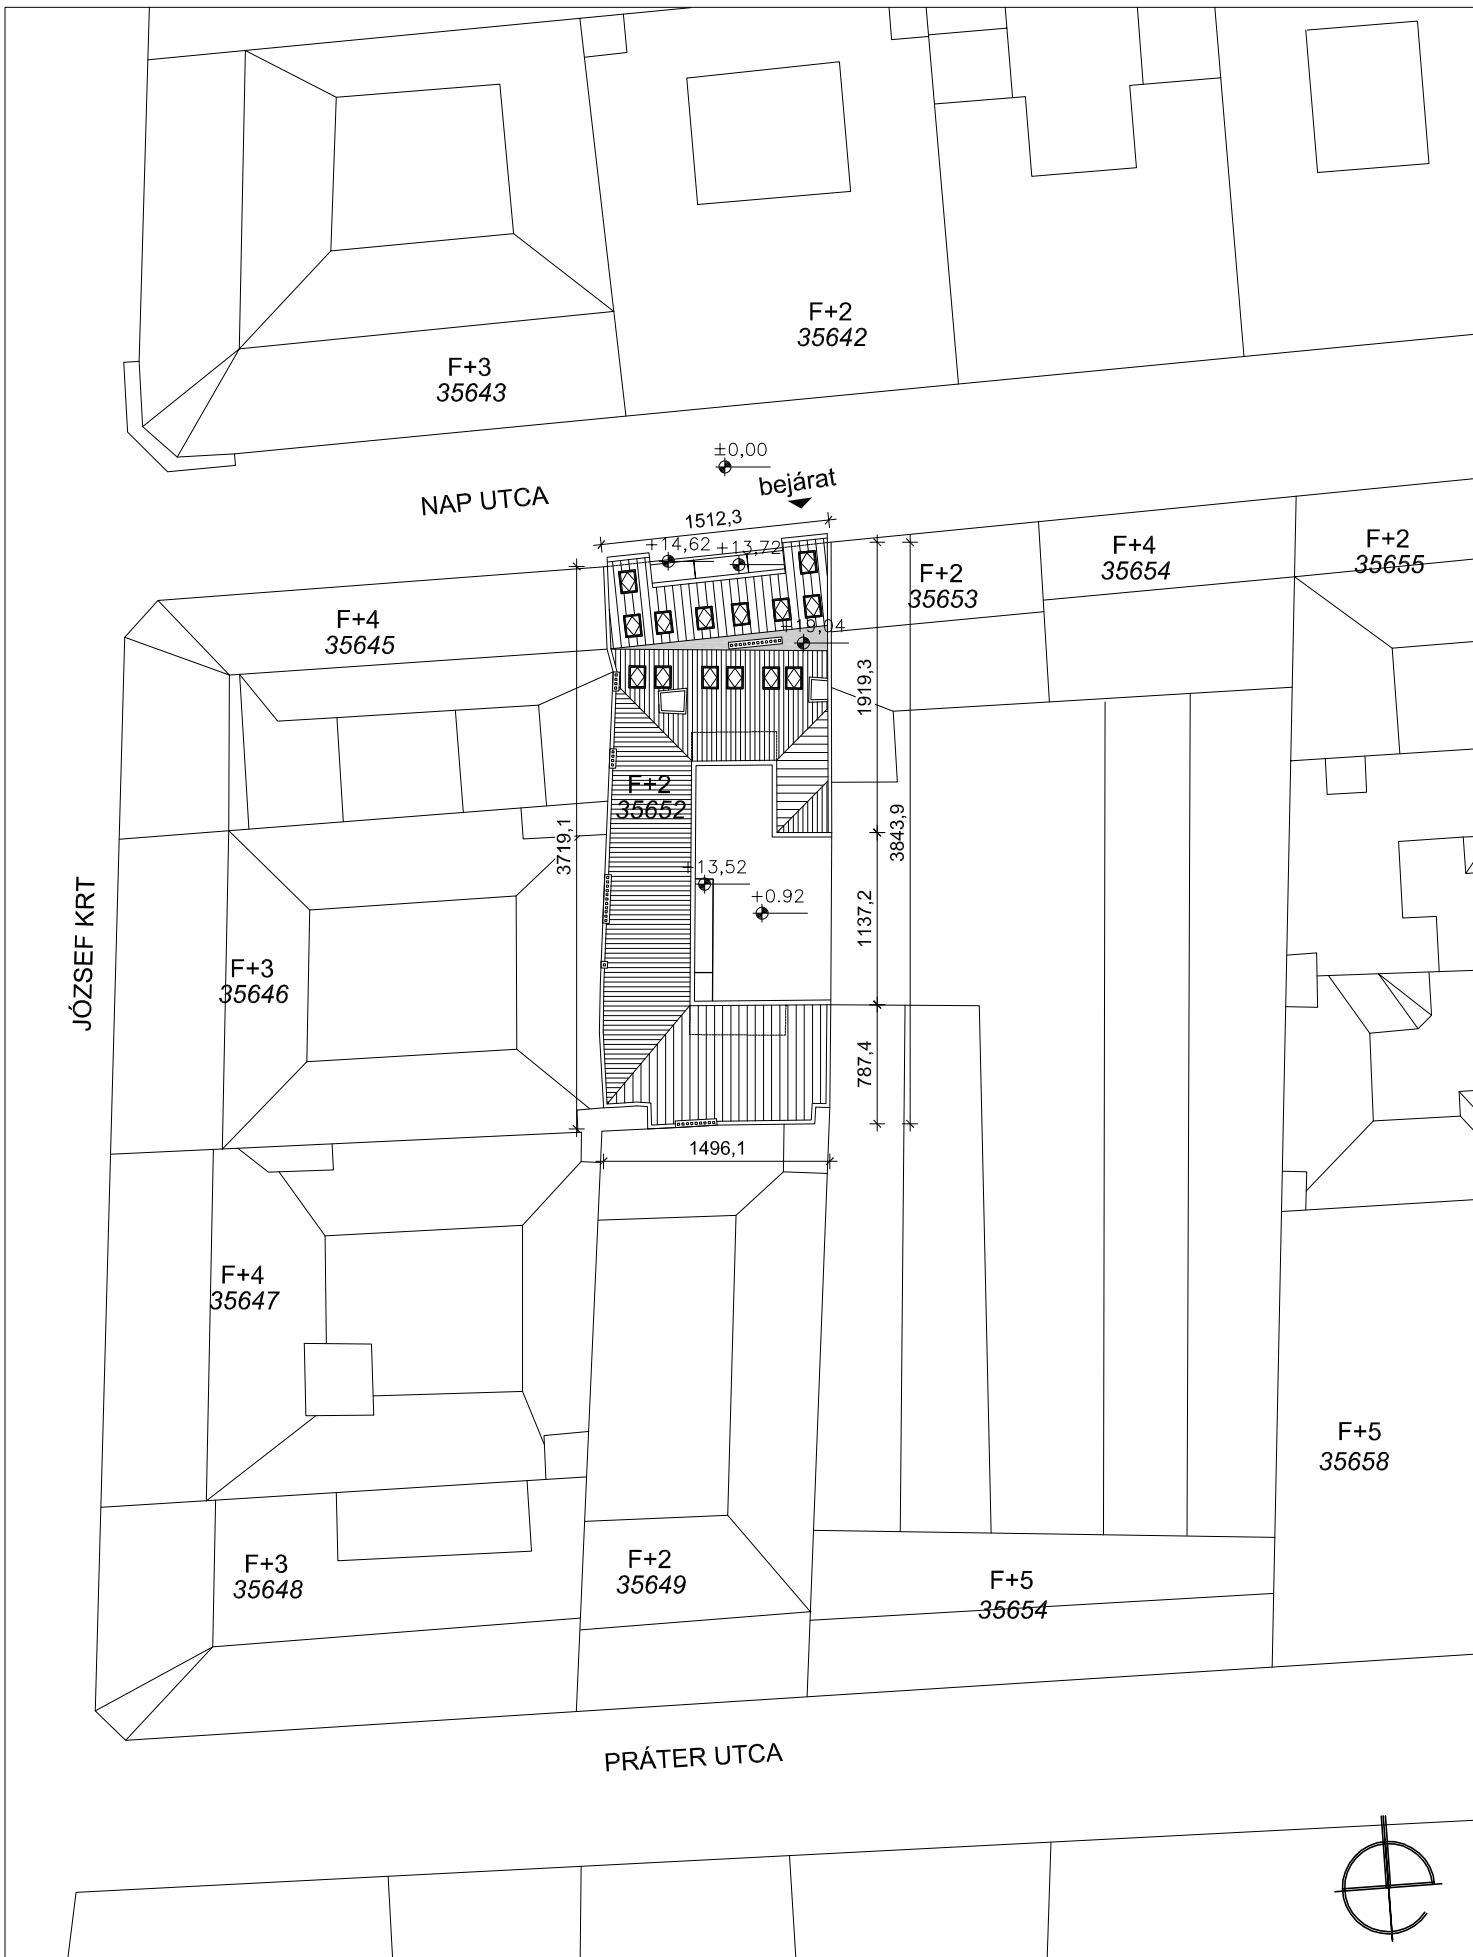 F+2
35642
F+3
35643
±0,00
bejárat
NAP UTCA
1512,3
+14,62
+13,72
F+4
35654
F+2
35655
F+2
35653
F+4
35645
+19,04
1919,3
F+2
35652
3719,1
3843,9
+13,52
+0.92
1137,2
JÓZSEF KRT
F+3
35646
787,4
1496,1
F+4
35647
F+5
35658
F+3
35648
F+2
35649
F+5
35654
PRÁTER UTCA